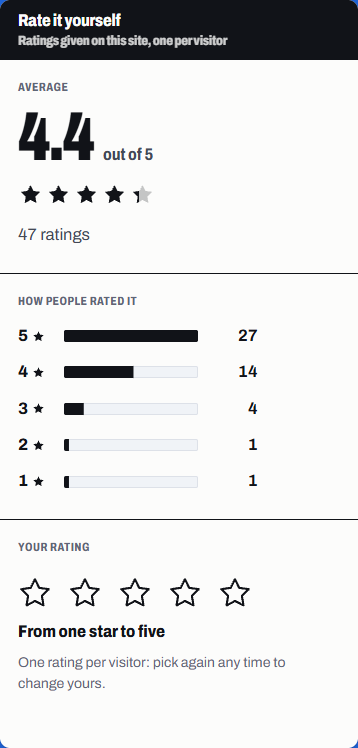 Rate it yourself
Ratings given on this site, one per visitor
AVERAGE
4.4 out of 5
47 ratings
HOW PEOPLE RATED IT
5 ★ 27
4 ★ 14
3 ★ 4
2 ★ 1
1 ★ 1
YOUR RATING
From one star to five
One rating per visitor: pick again any time to
change yours.